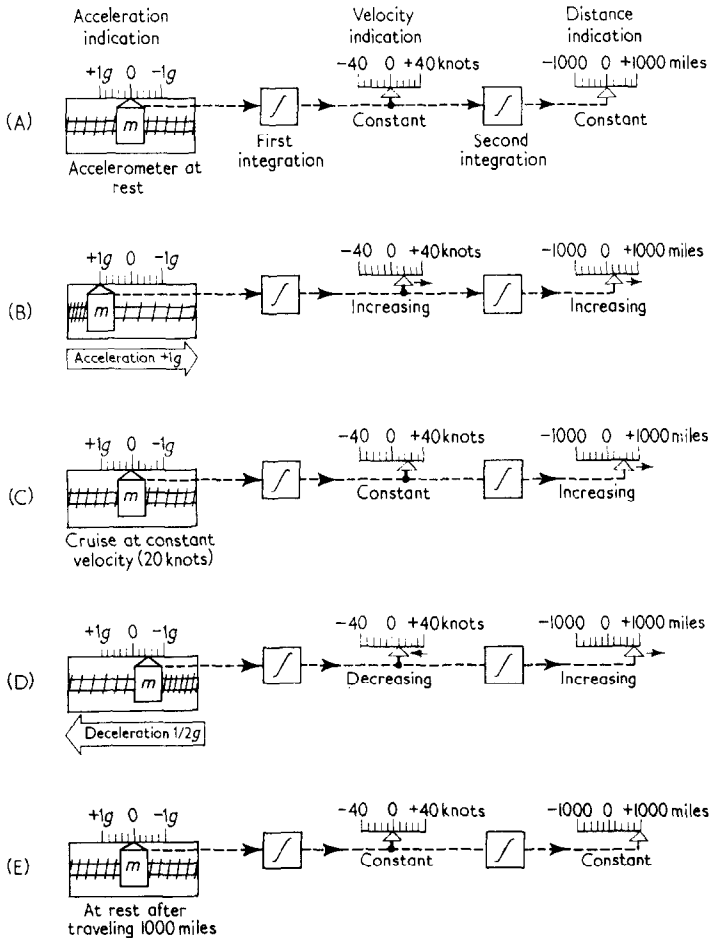 Acceleration
indication
Velocity
indication
Distance
indication
+1g 0 -1g
-40 0 +40 knots
-1000 0 +1000 miles
(A)
m
∫
∫
Constant
Constant
First
integration
Second
integration
Accelerometer at
rest
+1g 0 -1g
-40 0 +40 knots
-1000 0 +1000 miles
(B)
m
∫
∫
Increasing
Increasing
Acceleration +1g
+1g 0 -1g
-40 0 +40 knots
-1000 0 +1000 miles
(C)
m
∫
∫
Constant
Increasing
Cruise at constant
velocity (20 knots)
+1g 0 -1g
-40 0 +40 knots
-1000 0 +1000 miles
(D)
m
∫
∫
Decreasing
Increasing
Deceleration 1/2g
+1g 0 -1g
-40 0 +40 knots
-1000 0 +1000 miles
(E)
m
∫
∫
Constant
Constant
At rest after
traveling 1000 miles